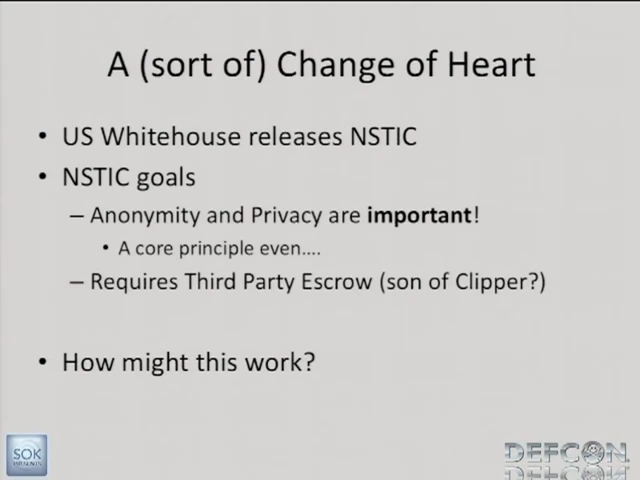 A (sort of) Change of Heart
• US Whitehouse releases NSTIC
• NSTIC goals
– Anonymity and Privacy are important!
• A core principle even....
– Requires Third Party Escrow (son of Clipper?)
• How might this work?
SOK
DEFCON